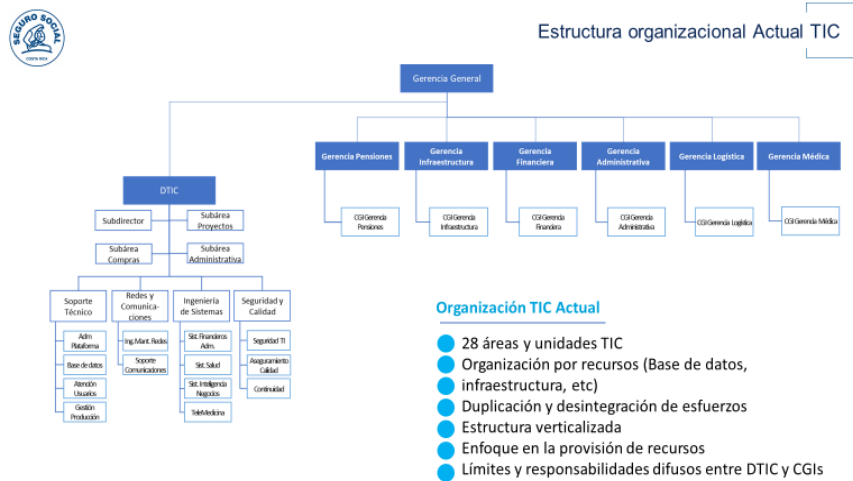 SEGURO SOCIAL
COSTA RICA
Estructura organizacional Actual TIC
Gerencia General
Gerencia Pensiones
Gerencia
Infraestructura
Gerencia
Financiera
Gerencia
Administrativa
Gerencia Logística
Gerencia Médica
CGI Gerencia
Pensiones
CGI Gerencia
Infraestructura
CGI Gerencia
Financiera
CGI Gerencia
Administrativa
CGI Gerencia Logística
CGI Gerencia Médica
DTIC
Subdirector
Subárea
Proyectos
Subárea
Compras
Subárea
Administrativa
Soporte
Técnico
Redes y
Comunica-
ciones
Ingeniería
de Sistemas
Seguridad y
Calidad
Adm
Plataforma
Base de datos
Atención
Usuarios
Gestión
Producción
Ing. Mant. Redes
Soporte
Comunicaciones
Sist. Financieros
Adm.
Sist. Salud
Sist. Inteligencia
Negocios
TeleMedicina
Seguridad TI
Aseguramiento
Calidad
Continuidad
Organización TIC Actual
28 áreas y unidades TIC
Organización por recursos (Base de datos,
infraestructura, etc)
Duplicación y desintegración de esfuerzos
Estructura verticalizada
Enfoque en la provisión de recursos
Límites y responsabilidades difusos entre DTIC y CGIs